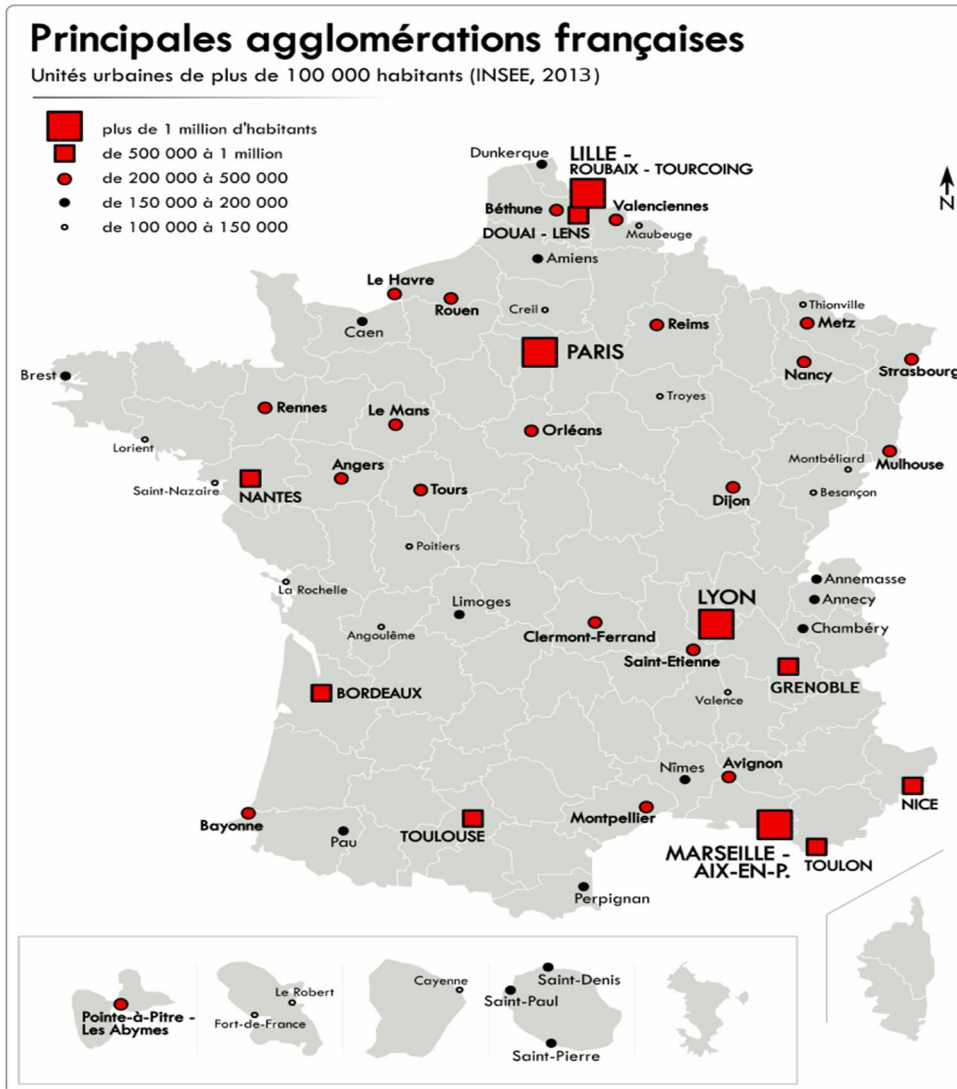 Principales agglomérations françaises
Unités urbaines de plus de 100 000 habitants (INSEE, 2013)
plus de 1 million d'habitants
de 500 000 à 1 million
de 200 000 à 500 000
de 150 000 à 200 000
de 100 000 à 150 000
N
Dunkerque
LILLE -
ROUBAIX - TOURCOING
Béthune
Valenciennes
DOUAI - LENS
Maubeuge
Amiens
Le Havre
Rouen
Creil
Thionville
Caen
Reims
Metz
PARIS
Nancy
Strasbourg
Brest
Troyes
Rennes
Le Mans
Orléans
Lorient
Montbéliard
Mulhouse
Angers
Saint-Nazaire
NANTES
Tours
Dijon
Besançon
Poitiers
La Rochelle
Annemasse
LYON
Annecy
Limoges
Angoulême
Clermont-Ferrand
Chambéry
Saint-Etienne
GRENOBLE
BORDEAUX
Valence
Nîmes
Avignon
NICE
Bayonne
Pau
TOULOUSE
Montpellier
MARSEILLE -
AIX-EN-P.
TOULON
Perpignan
Pointe-à-Pitre -
Les Abymes
Le Robert
Fort-de-France
Cayenne
Saint-Denis
Saint-Paul
Saint-Pierre